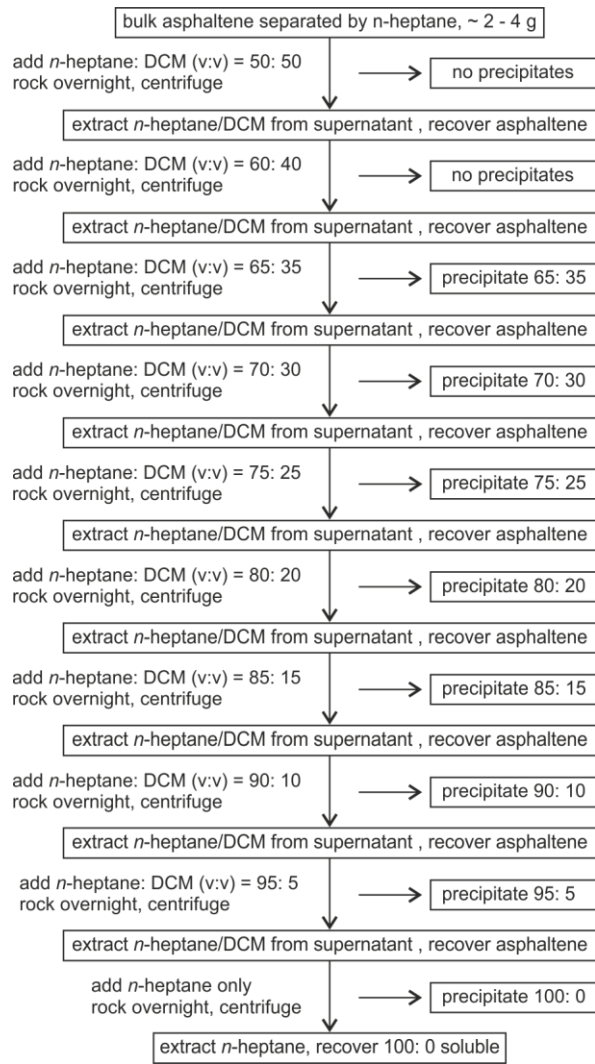 bulk asphaltene separated by n-heptane, ~ 2 - 4 g
add n-heptane: DCM (v:v) = 50: 50
rock overnight, centrifuge
no precipitates
extract n-heptane/DCM from supernatant , recover asphaltene
add n-heptane: DCM (v:v) = 60: 40
rock overnight, centrifuge
no precipitates
extract n-heptane/DCM from supernatant , recover asphaltene
add n-heptane: DCM (v:v) = 65: 35
rock overnight, centrifuge
precipitate 65: 35
extract n-heptane/DCM from supernatant , recover asphaltene
add n-heptane: DCM (v:v) = 70: 30
rock overnight, centrifuge
precipitate 70: 30
extract n-heptane/DCM from supernatant , recover asphaltene
add n-heptane: DCM (v:v) = 75: 25
rock overnight, centrifuge
precipitate 75: 25
extract n-heptane/DCM from supernatant , recover asphaltene
add n-heptane: DCM (v:v) = 80: 20
rock overnight, centrifuge
precipitate 80: 20
extract n-heptane/DCM from supernatant , recover asphaltene
add n-heptane: DCM (v:v) = 85: 15
rock overnight, centrifuge
precipitate 85: 15
extract n-heptane/DCM from supernatant , recover asphaltene
add n-heptane: DCM (v:v) = 90: 10
rock overnight, centrifuge
precipitate 90: 10
extract n-heptane/DCM from supernatant , recover asphaltene
add n-heptane: DCM (v:v) = 95: 5
rock overnight, centrifuge
precipitate 95: 5
extract n-heptane/DCM from supernatant , recover asphaltene
add n-heptane only
rock overnight, centrifuge
precipitate 100: 0
extract n-heptane, recover 100: 0 soluble